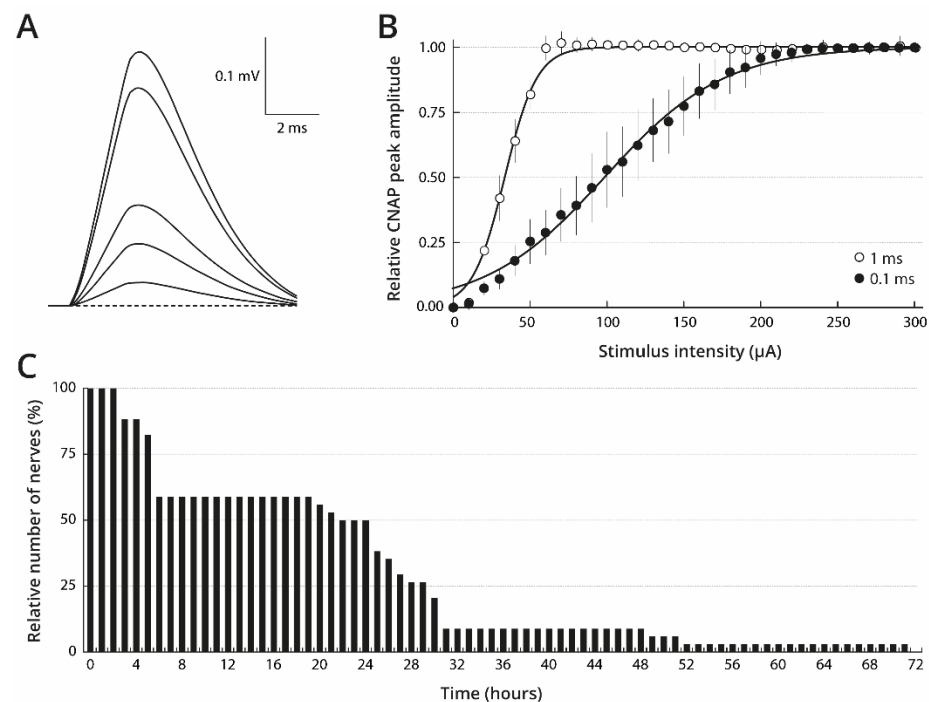 A
0.1 mV
2 ms
B
Relative CNAP peak amplitude
1.00
0.75
0.50
0.25
0.00
1 ms
0.1 ms
0 50 100 150 200 250 300
Stimulus intensity (µA)
C
Relative number of nerves (%)
100
75
50
25
0
0 4 8 12 16 20 24 28 32 36 40 44 48 52 56 60 64 68 72
Time (hours)